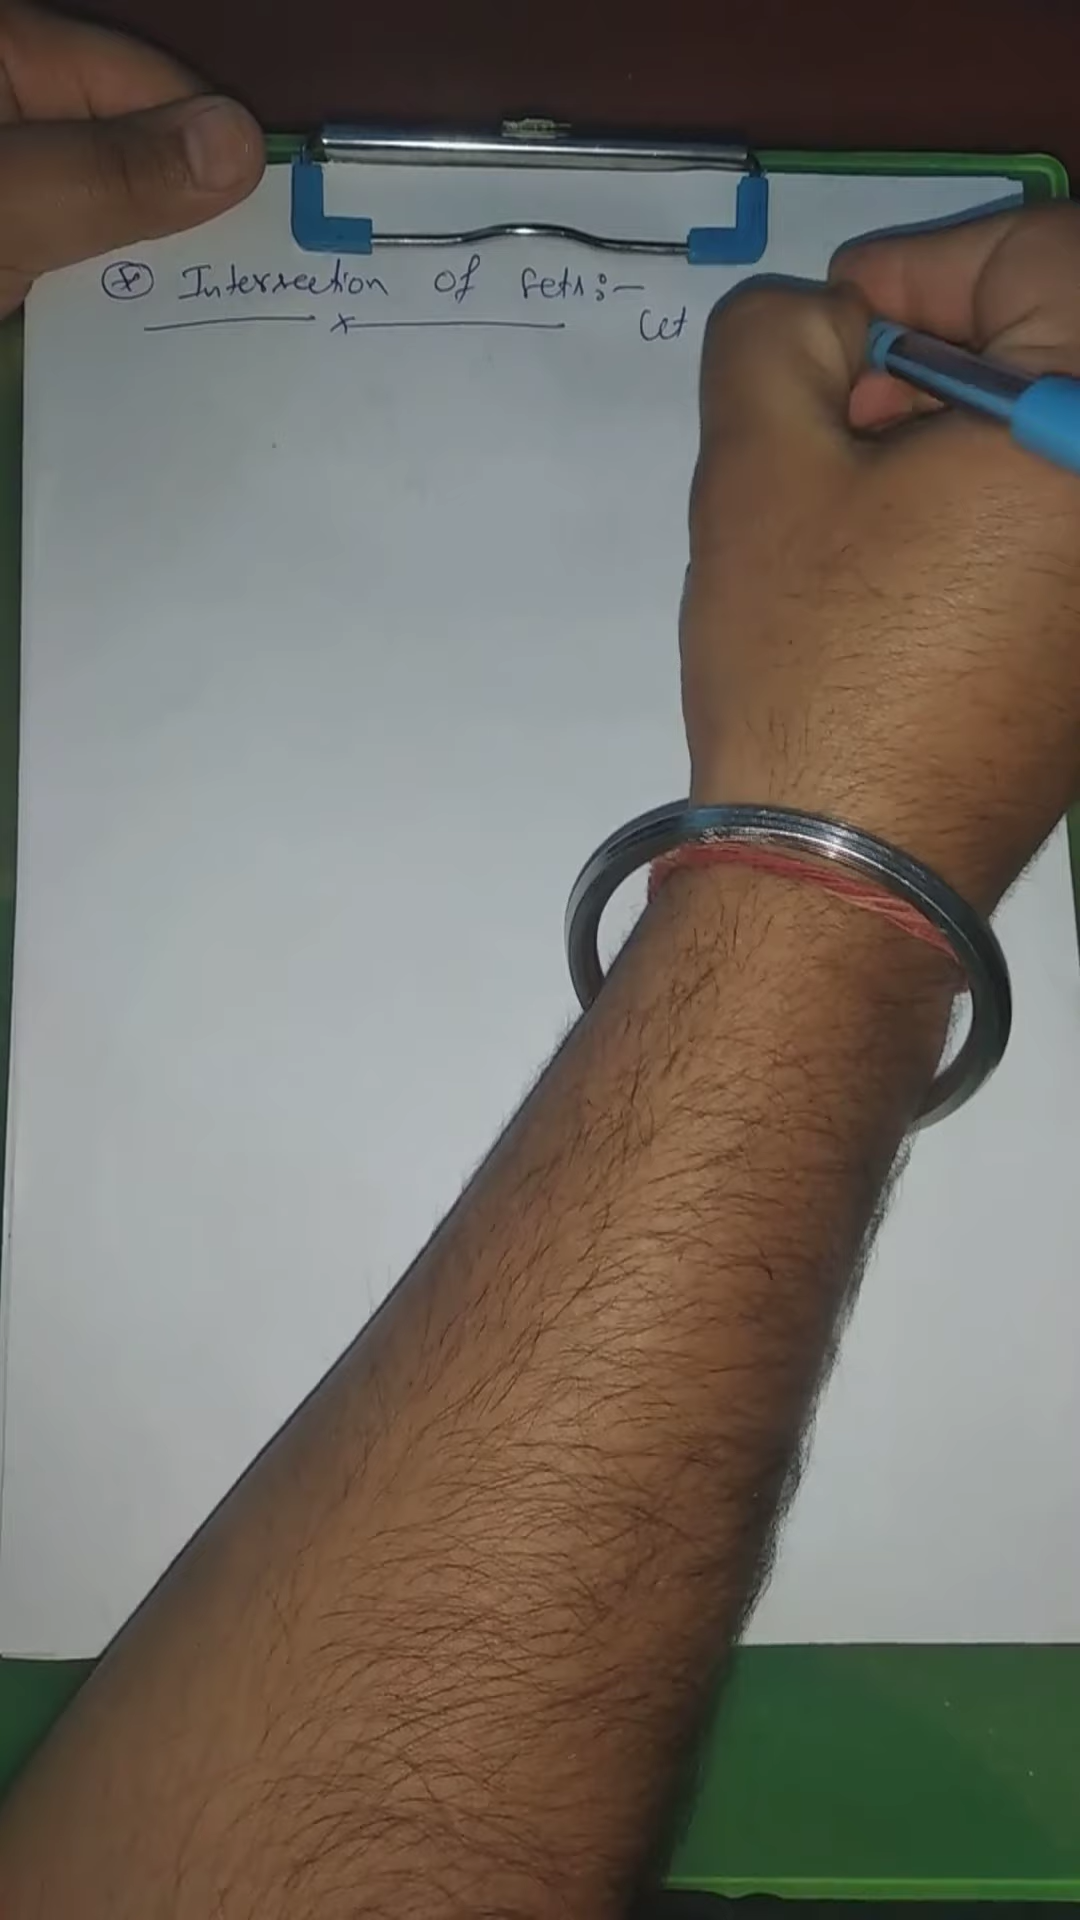 ⊛ Intersection of sets :-
Let